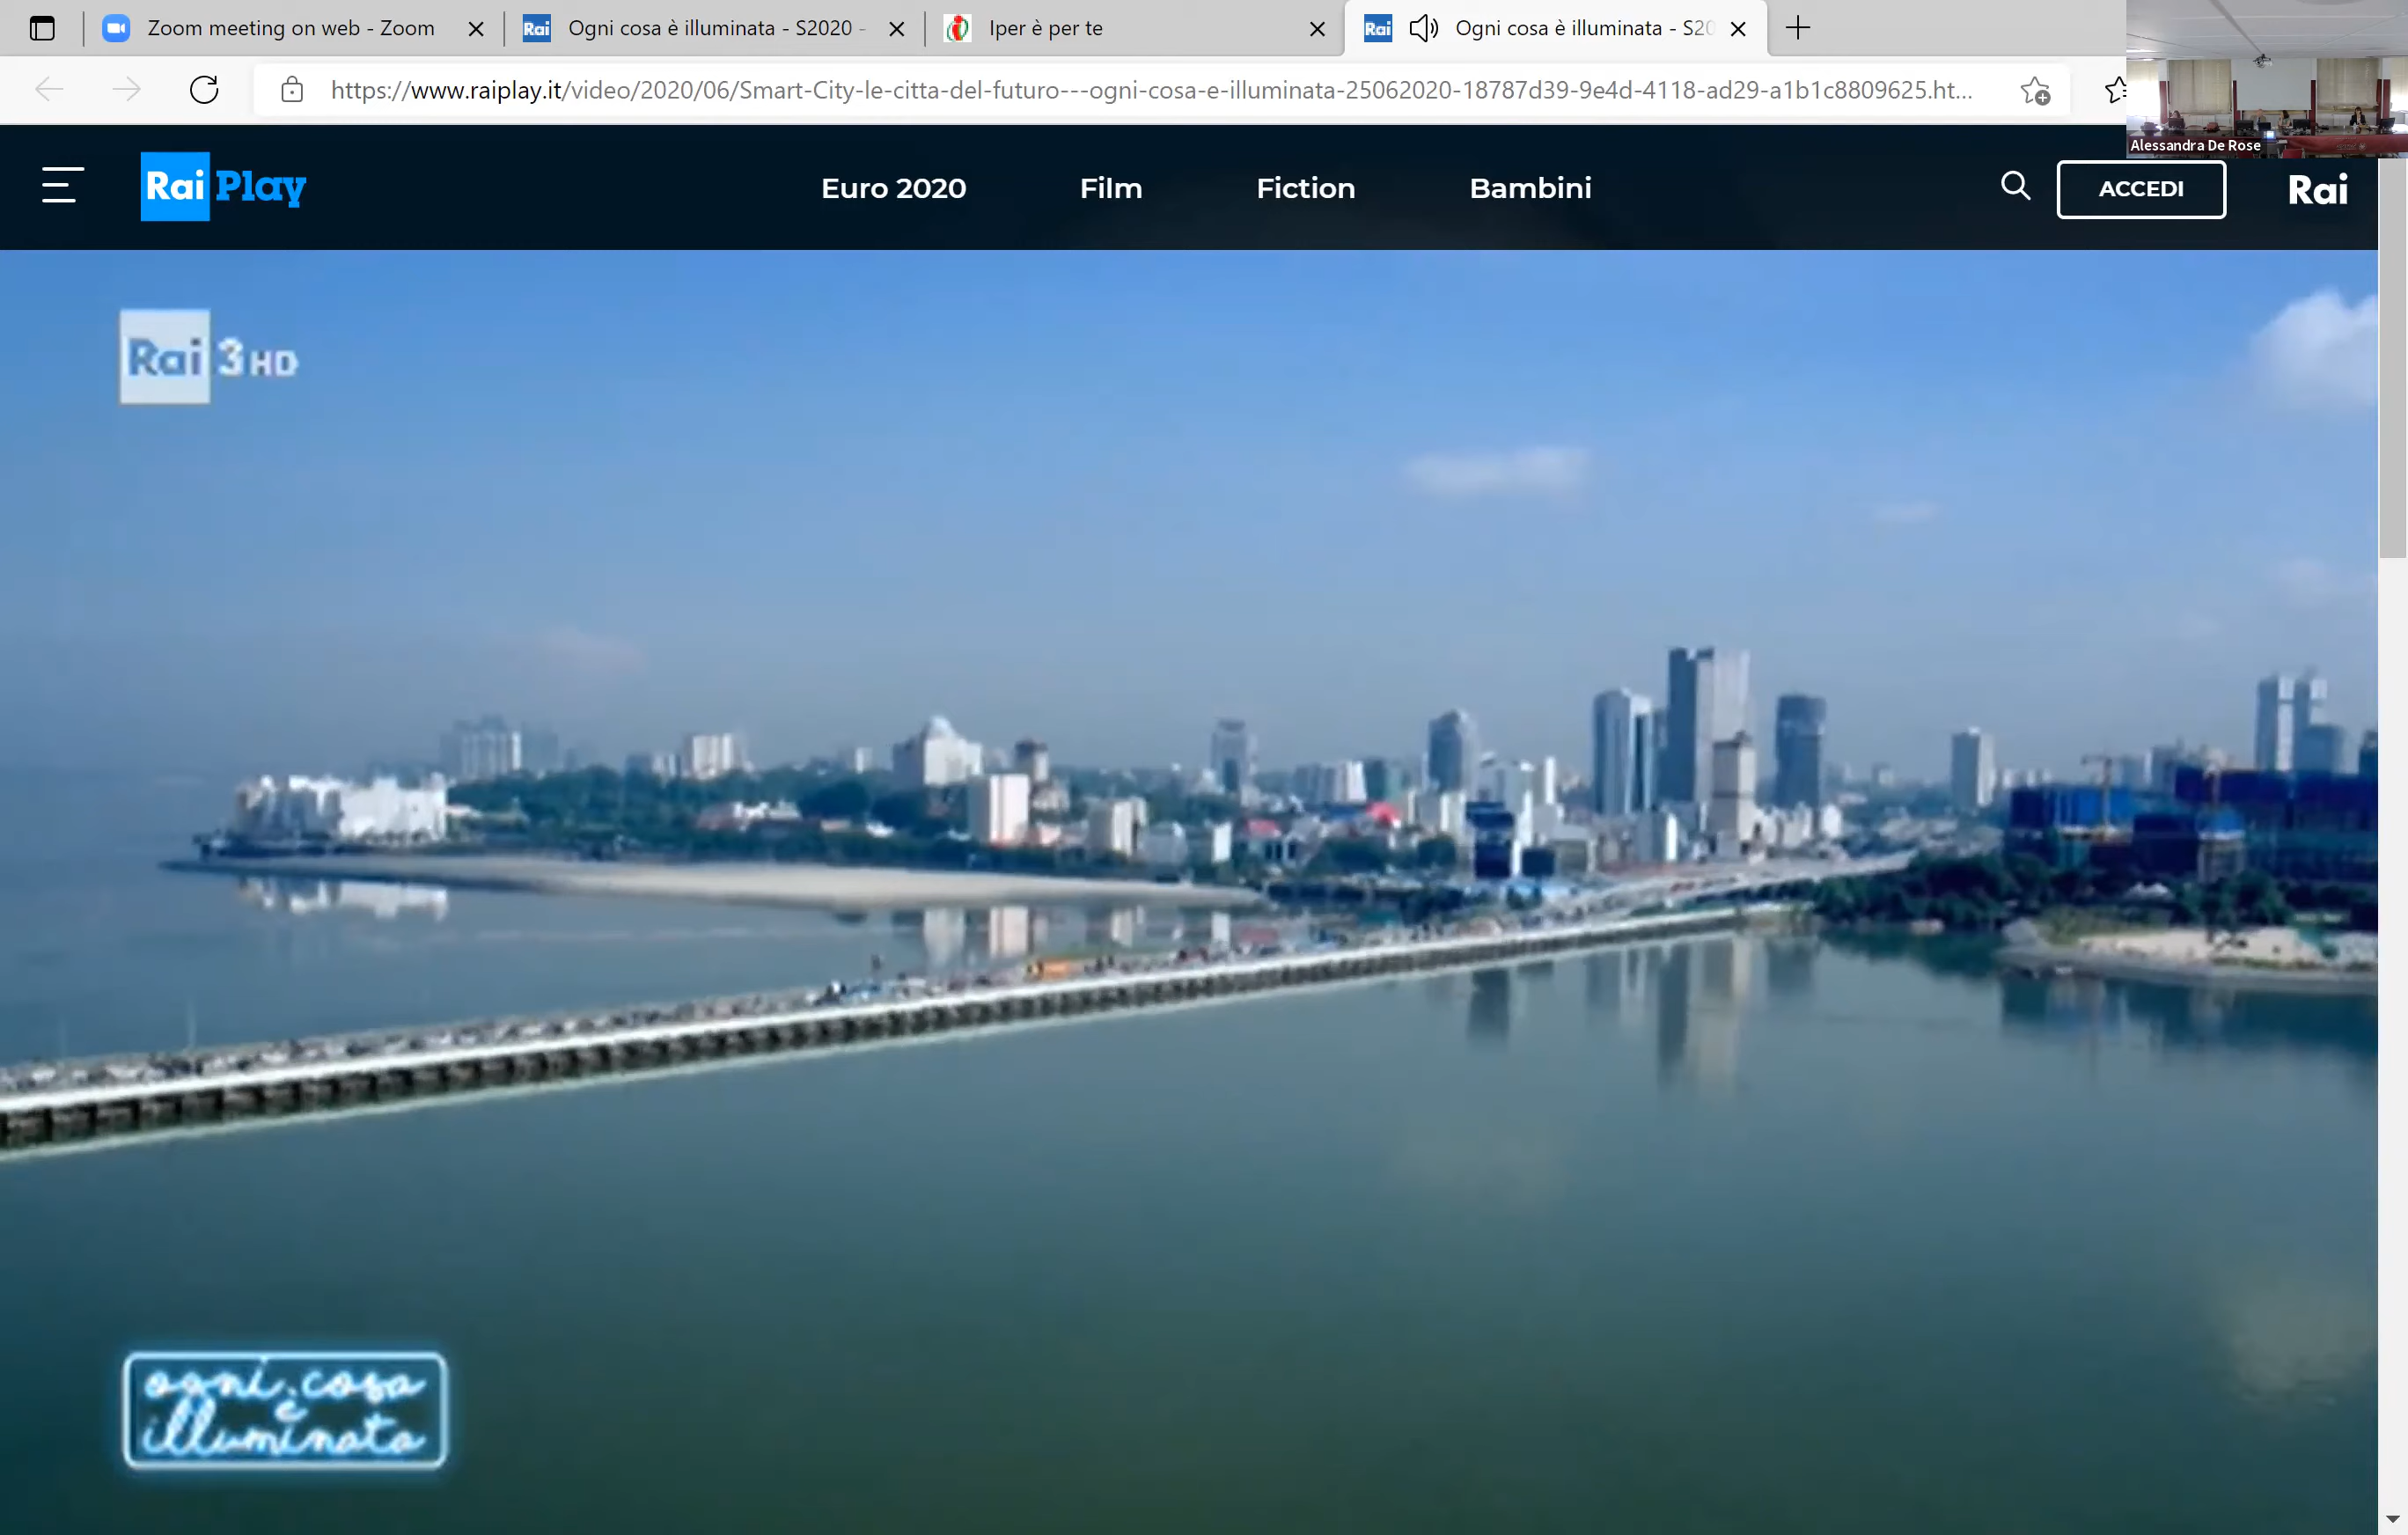 Zoom meeting on web - Zoom
Ogni cosa è illuminata - S2020 -
Iper è per te
Ogni cosa è illuminata - S20
https://www.raiplay.it/video/2020/06/Smart-City-le-citta-del-futuro---ogni-cosa-e-illuminata-25062020-18787d39-9e4d-4118-ad29-a1b1c8809625.ht...
Alessandra De Rose
Rai Play
Euro 2020
Film
Fiction
Bambini
ACCEDI
Rai
Rai 3 HD
ogni cosa
è
illuminata